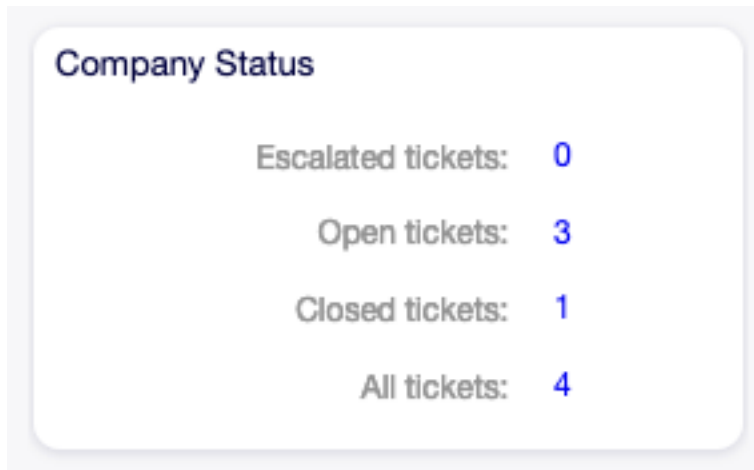 Company Status
Escalated tickets: 0
Open tickets: 3
Closed tickets: 1
All tickets: 4